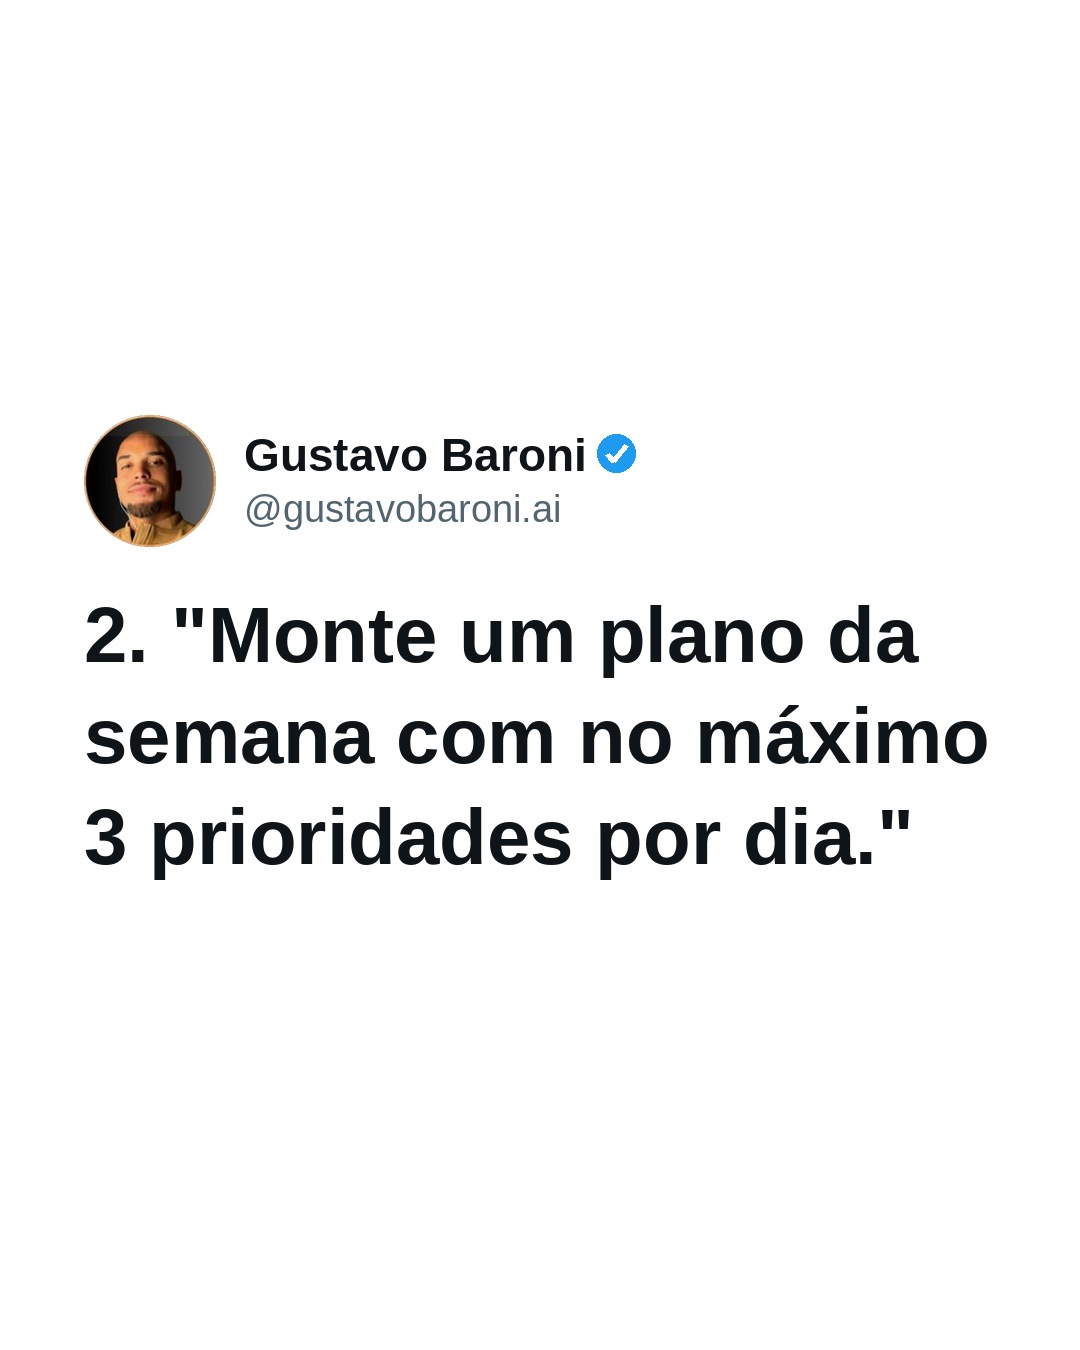 Gustavo Baroni
@gustavobaroni.ai
2. "Monte um plano da
semana com no máximo
3 prioridades por dia."